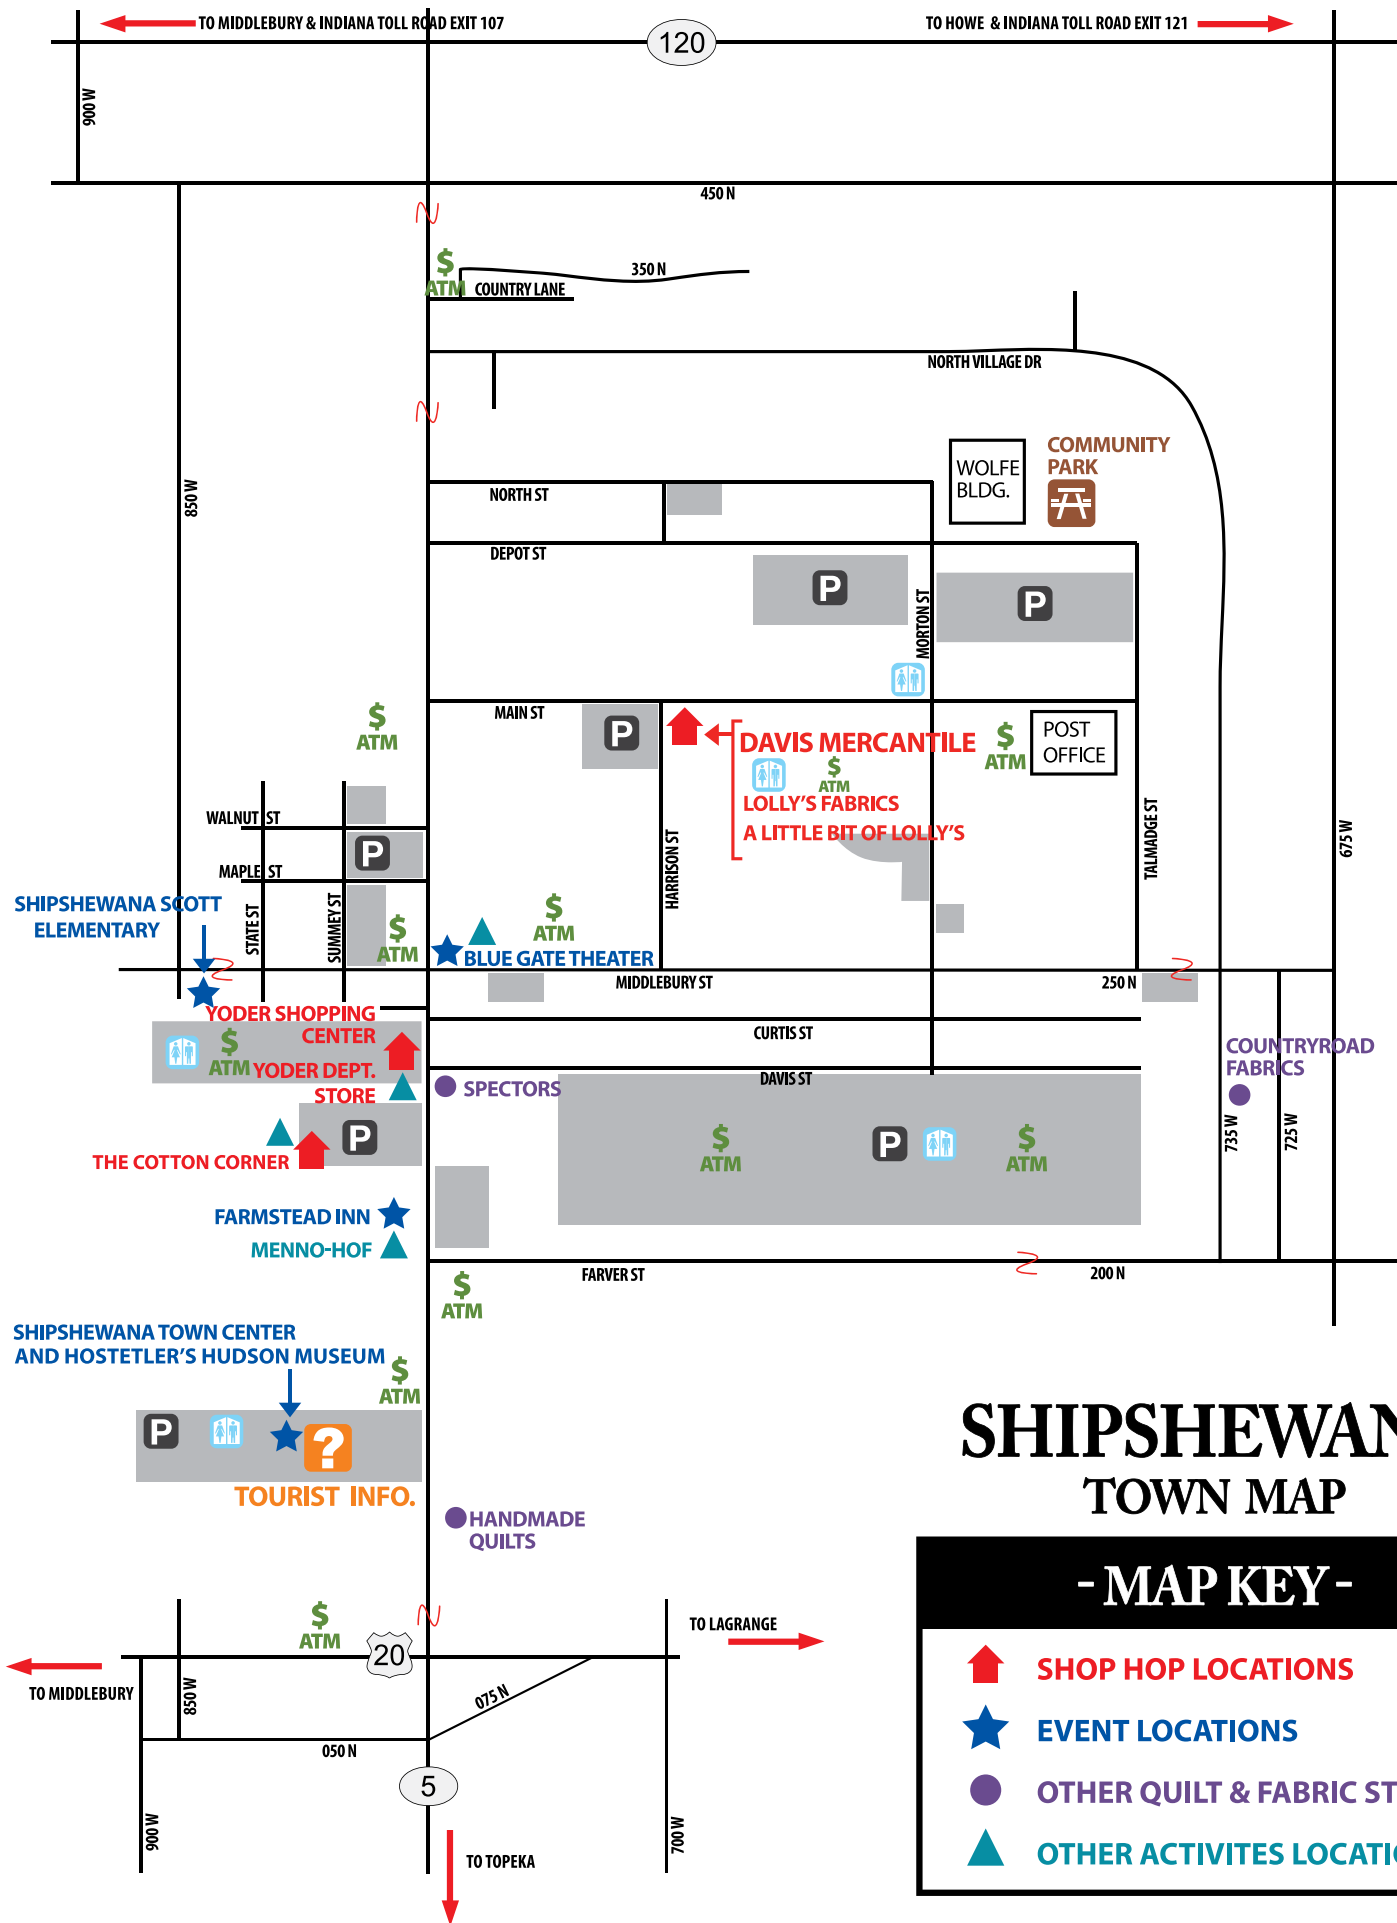 TO MIDDLEBURY & INDIANA TOLL ROAD EXIT 107
TO HOWE & INDIANA TOLL ROAD EXIT 121
120
900 W
450 N
$
ATM
350 N
COUNTRY LANE
NORTH VILLAGE DR
850 W
WOLFE
BLDG.
COMMUNITY
PARK
NORTH ST
DEPOT ST
P
P
MORTON ST
MAIN ST
P
$
ATM
DAVIS MERCANTILE
$
ATM
LOLLY'S FABRICS
A LITTLE BIT OF LOLLY'S
$
ATM
POST
OFFICE
TALMADGE ST
675 W
HARRISON ST
WALNUT ST
P
MAPLE ST
STATE ST
SUMMEY ST
SHIPSHEWANA SCOTT
ELEMENTARY
$
ATM
$
ATM
BLUE GATE THEATER
MIDDLEBURY ST
250 N
YODER SHOPPING
CENTER
$
ATM
YODER DEPT.
STORE
CURTIS ST
DAVIS ST
SPECTORS
COUNTRYROAD
FABRICS
735 W
725 W
P
THE COTTON CORNER
$
ATM
P
$
ATM
FARMSTEAD INN
MENNO-HOF
FARVER ST
200 N
$
ATM
SHIPSHEWANA TOWN CENTER
AND HOSTETLER'S HUDSON MUSEUM
$
ATM
P
?
TOURIST INFO.
HANDMADE
QUILTS
SHIPSHEWAN
TOWN MAP
- MAP KEY -
SHOP HOP LOCATIONS
EVENT LOCATIONS
OTHER QUILT & FABRIC ST
OTHER ACTIVITES LOCATIO
$
ATM
20
TO LAGRANGE
TO MIDDLEBURY
850 W
075 N
050 N
5
900 W
700 W
TO TOPEKA